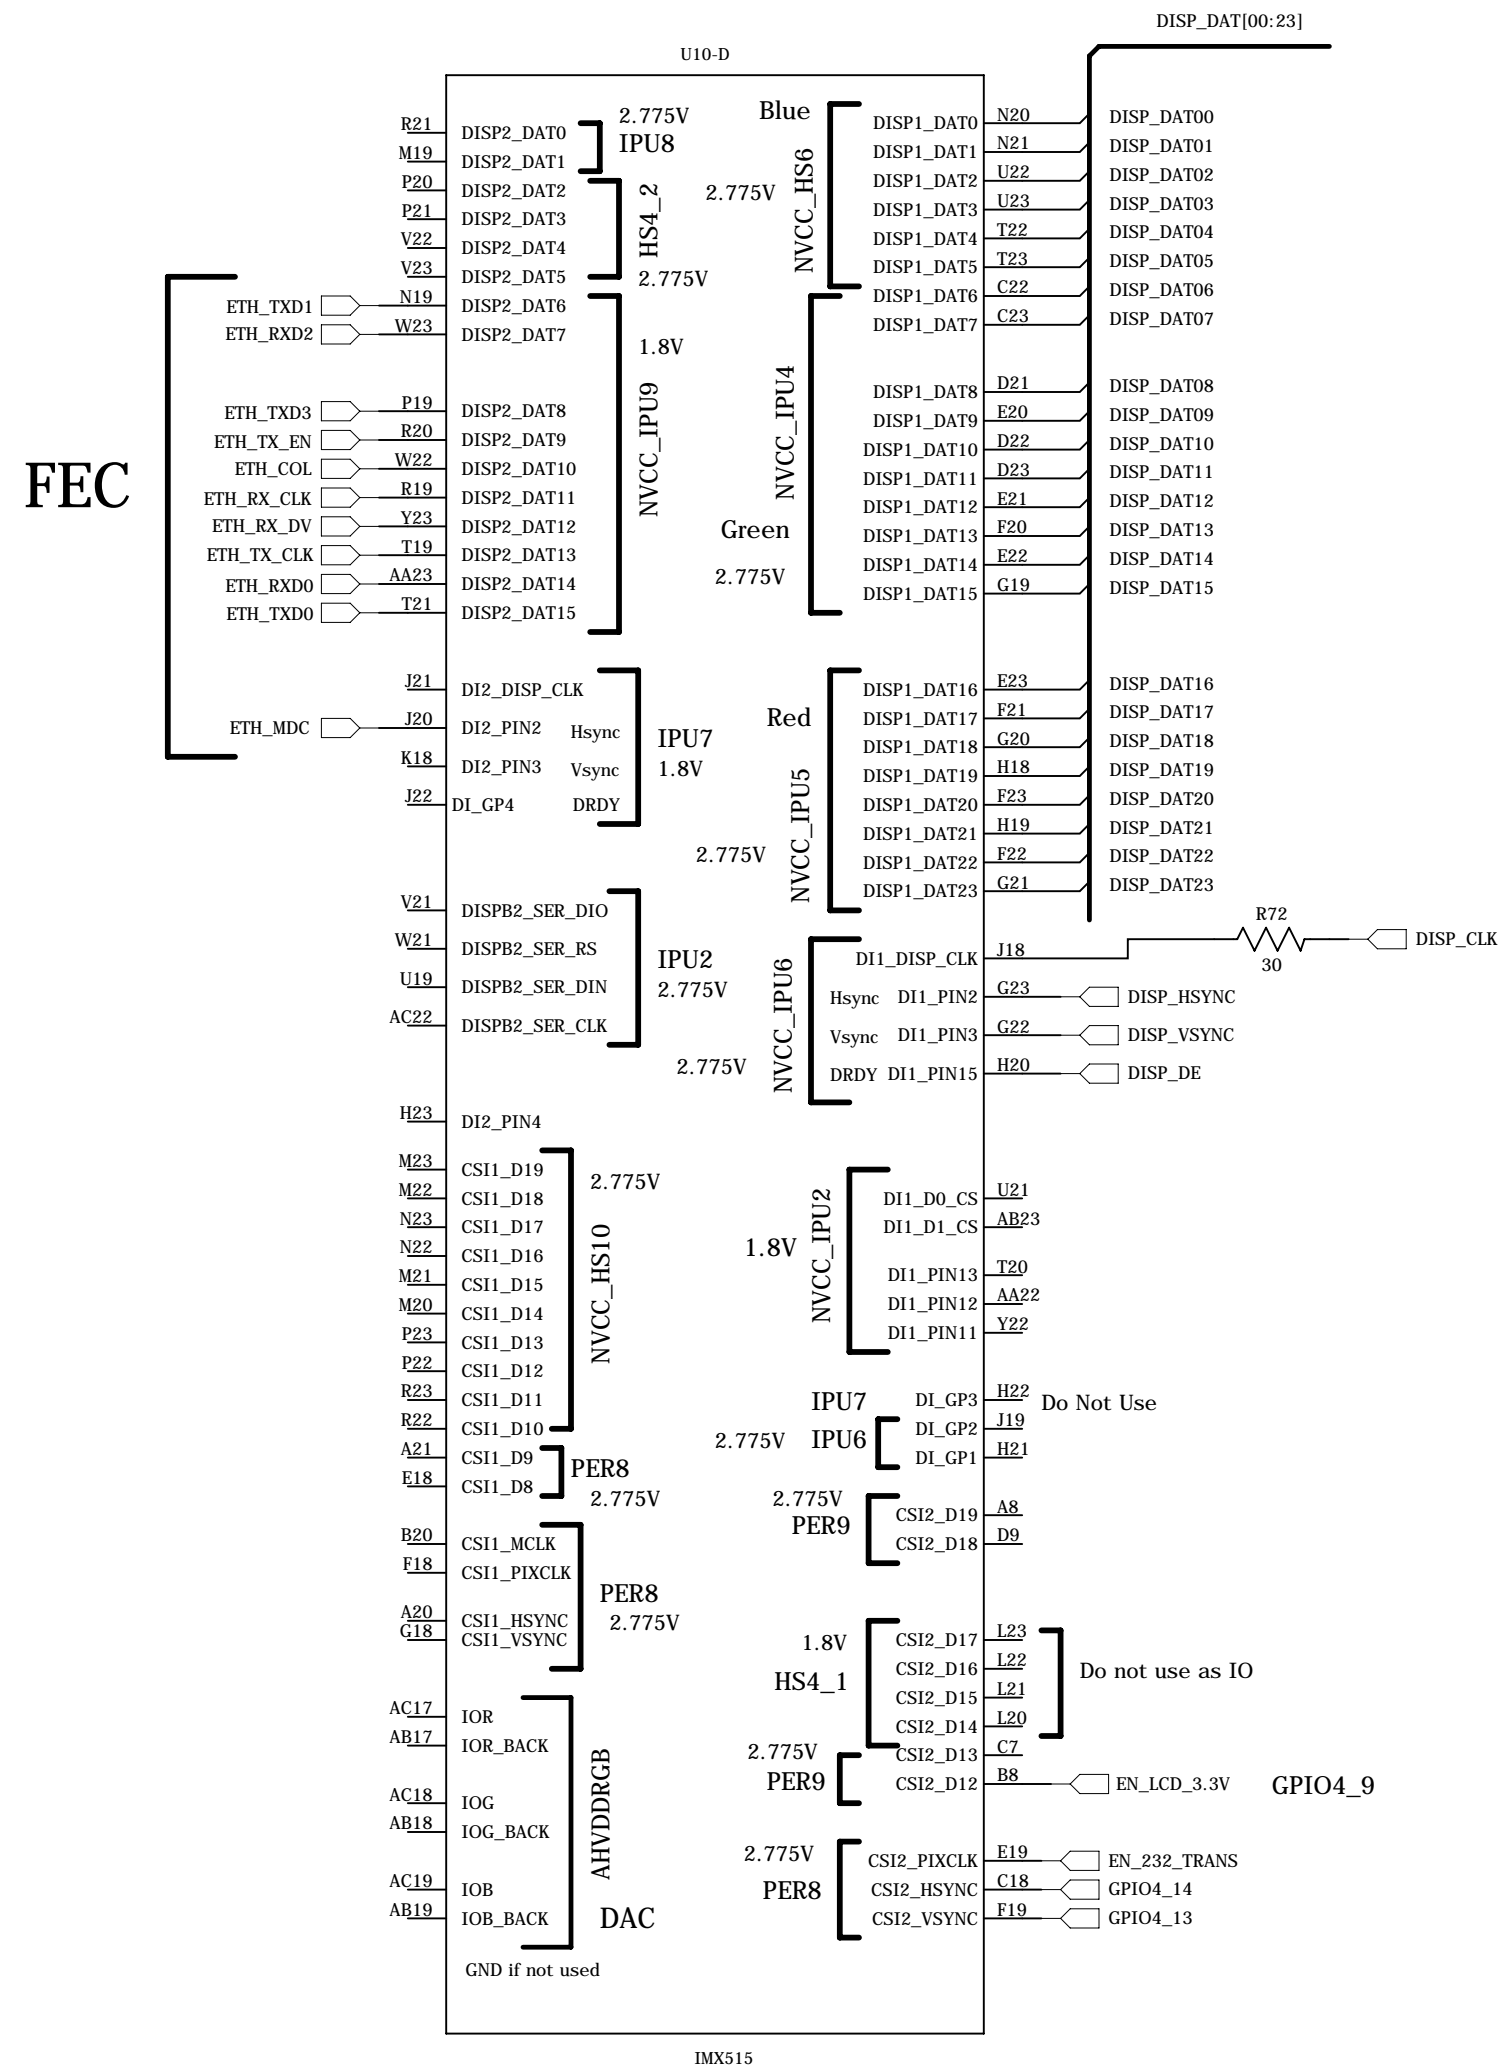 DISP_DAT[00:23]
U10-D
R21 DISP2_DAT0
M19 DISP2_DAT1
2.775V
IPU8
P20 DISP2_DAT2
P21 DISP2_DAT3
V22 DISP2_DAT4
V23 DISP2_DAT5
HS4_2
2.775V
FEC
ETH_TXD1 N19 DISP2_DAT6
ETH_RXD2 W23 DISP2_DAT7
ETH_TXD3 P19 DISP2_DAT8
ETH_TX_EN R20 DISP2_DAT9
ETH_COL W22 DISP2_DAT10
ETH_RX_CLK R19 DISP2_DAT11
ETH_RX_DV Y23 DISP2_DAT12
ETH_TX_CLK T19 DISP2_DAT13
ETH_RXD0 AA23 DISP2_DAT14
ETH_TXD0 T21 DISP2_DAT15
1.8V
NVCC_IPU9
J21 DI2_DISP_CLK
ETH_MDC J20 DI2_PIN2 Hsync
K18 DI2_PIN3 Vsync
J22 DI_GP4 DRDY
IPU7
1.8V
V21 DISPB2_SER_DIO
W21 DISPB2_SER_RS
U19 DISPB2_SER_DIN
AC22 DISPB2_SER_CLK
IPU2
2.775V
H23 DI2_PIN4
M23 CSI1_D19
M22 CSI1_D18
N23 CSI1_D17
N22 CSI1_D16
M21 CSI1_D15
M20 CSI1_D14
P23 CSI1_D13
P22 CSI1_D12
R23 CSI1_D11
R22 CSI1_D10
2.775V
NVCC_HS10
A21 CSI1_D9
E18 CSI1_D8
PER8
2.775V
B20 CSI1_MCLK
F18 CSI1_PIXCLK
A20 CSI1_HSYNC
G18 CSI1_VSYNC
PER8
2.775V
AC17 IOR
AB17 IOR_BACK
AC18 IOG
AB18 IOG_BACK
AC19 IOB
AB19 IOB_BACK
AHVDDRGB
DAC
GND if not used
Blue
2.775V
NVCC_HS6
DISP1_DAT0 N20 DISP_DAT00
DISP1_DAT1 N21 DISP_DAT01
DISP1_DAT2 U22 DISP_DAT02
DISP1_DAT3 U23 DISP_DAT03
DISP1_DAT4 T22 DISP_DAT04
DISP1_DAT5 T23 DISP_DAT05
DISP1_DAT6 C22 DISP_DAT06
DISP1_DAT7 C23 DISP_DAT07
NVCC_IPU4
Green
2.775V
DISP1_DAT8 D21 DISP_DAT08
DISP1_DAT9 E20 DISP_DAT09
DISP1_DAT10 D22 DISP_DAT10
DISP1_DAT11 D23 DISP_DAT11
DISP1_DAT12 E21 DISP_DAT12
DISP1_DAT13 F20 DISP_DAT13
DISP1_DAT14 E22 DISP_DAT14
DISP1_DAT15 G19 DISP_DAT15
Red
NVCC_IPU5
2.775V
DISP1_DAT16 E23 DISP_DAT16
DISP1_DAT17 F21 DISP_DAT17
DISP1_DAT18 G20 DISP_DAT18
DISP1_DAT19 H18 DISP_DAT19
DISP1_DAT20 F23 DISP_DAT20
DISP1_DAT21 H19 DISP_DAT21
DISP1_DAT22 F22 DISP_DAT22
DISP1_DAT23 G21 DISP_DAT23
NVCC_IPU6
2.775V
R72
DI1_DISP_CLK J18 DISP_CLK
30
Hsync DI1_PIN2 G23 DISP_HSYNC
Vsync DI1_PIN3 G22 DISP_VSYNC
DRDY DI1_PIN15 H20 DISP_DE
1.8V
NVCC_IPU2
DI1_D0_CS U21
DI1_D1_CS AB23
DI1_PIN13 T20
DI1_PIN12 AA22
DI1_PIN11 Y22
IPU7 DI_GP3 H22 Do Not Use
2.775V IPU6
DI_GP2 J19
DI_GP1 H21
2.775V
PER9
CSI2_D19 A8
CSI2_D18 D9
1.8V
HS4_1
CSI2_D17 L23
CSI2_D16 L22
CSI2_D15 L21
CSI2_D14 L20
Do not use as IO
2.775V
PER9
CSI2_D13 C7
CSI2_D12 B8 EN_LCD_3.3V GPIO4_9
2.775V
PER8
CSI2_PIXCLK E19 EN_232_TRANS
CSI2_HSYNC C18 GPIO4_14
CSI2_VSYNC F19 GPIO4_13
IMX515